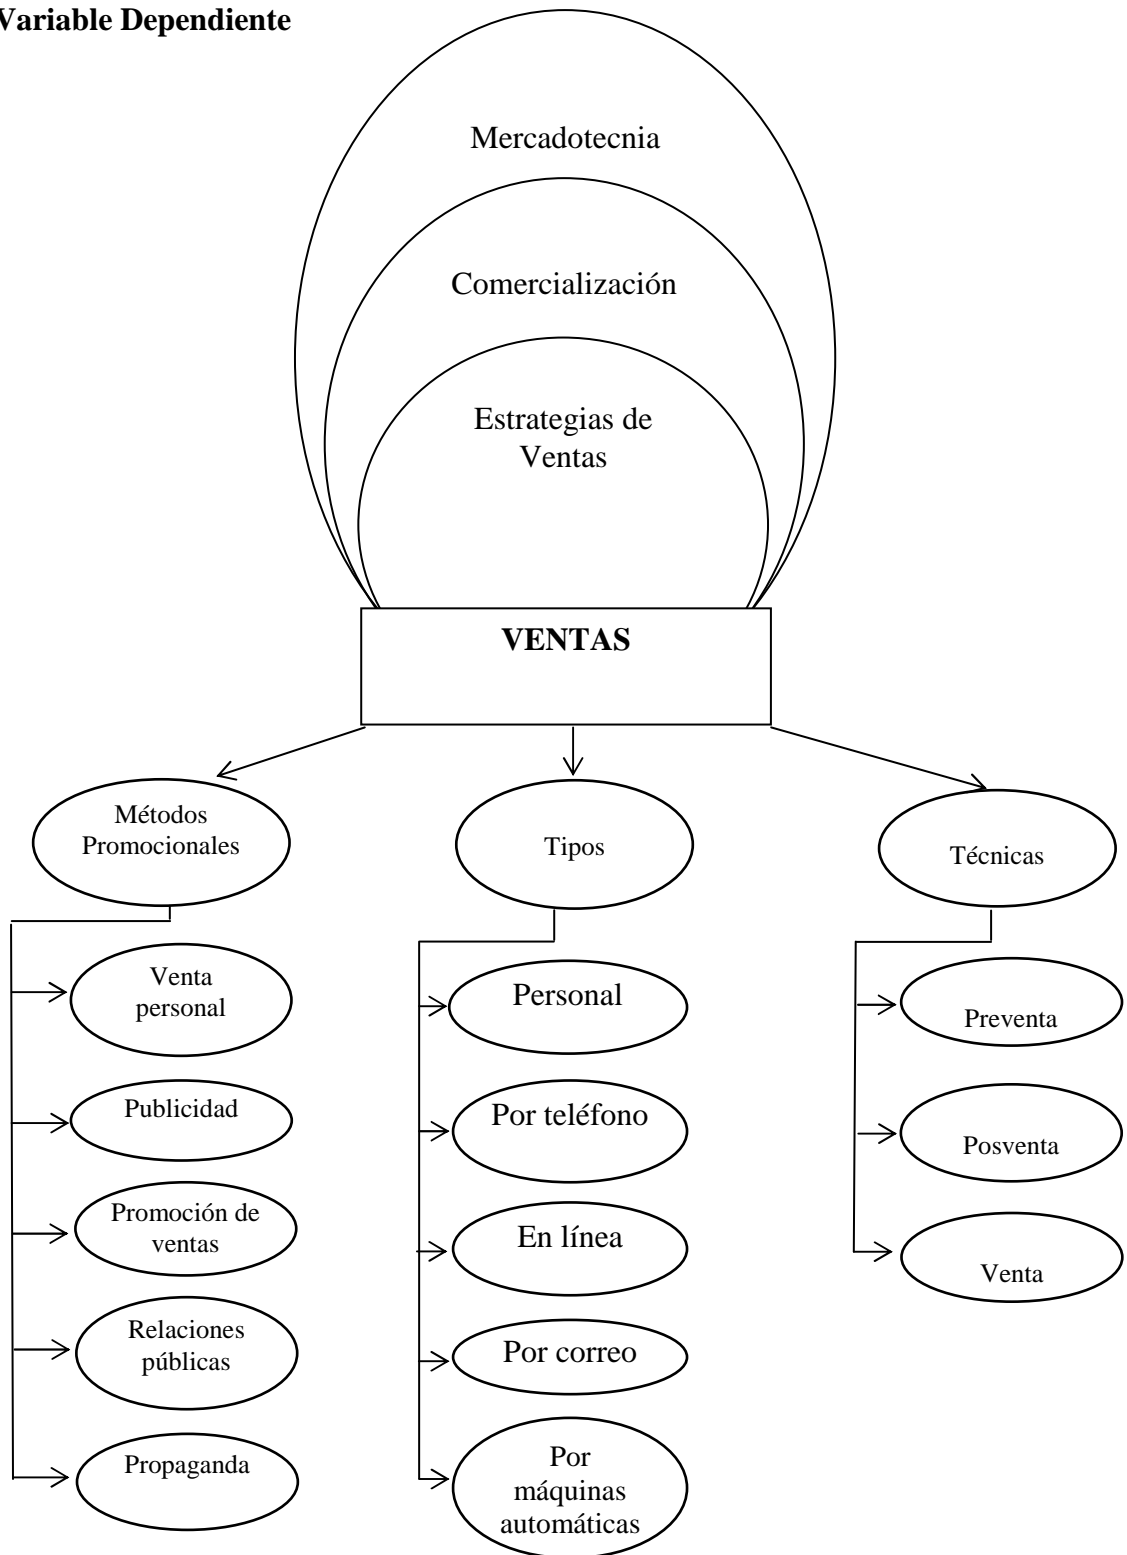 Variable Dependiente
Mercadotecnia
Comercialización
Estrategias de
Ventas
VENTAS
Métodos
Promocionales
Tipos
Técnicas
Venta
personal
Publicidad
Promoción de
ventas
Relaciones
públicas
Propaganda
Personal
Por teléfono
En línea
Por correo
Por
máquinas
automáticas
Preventa
Posventa
Venta